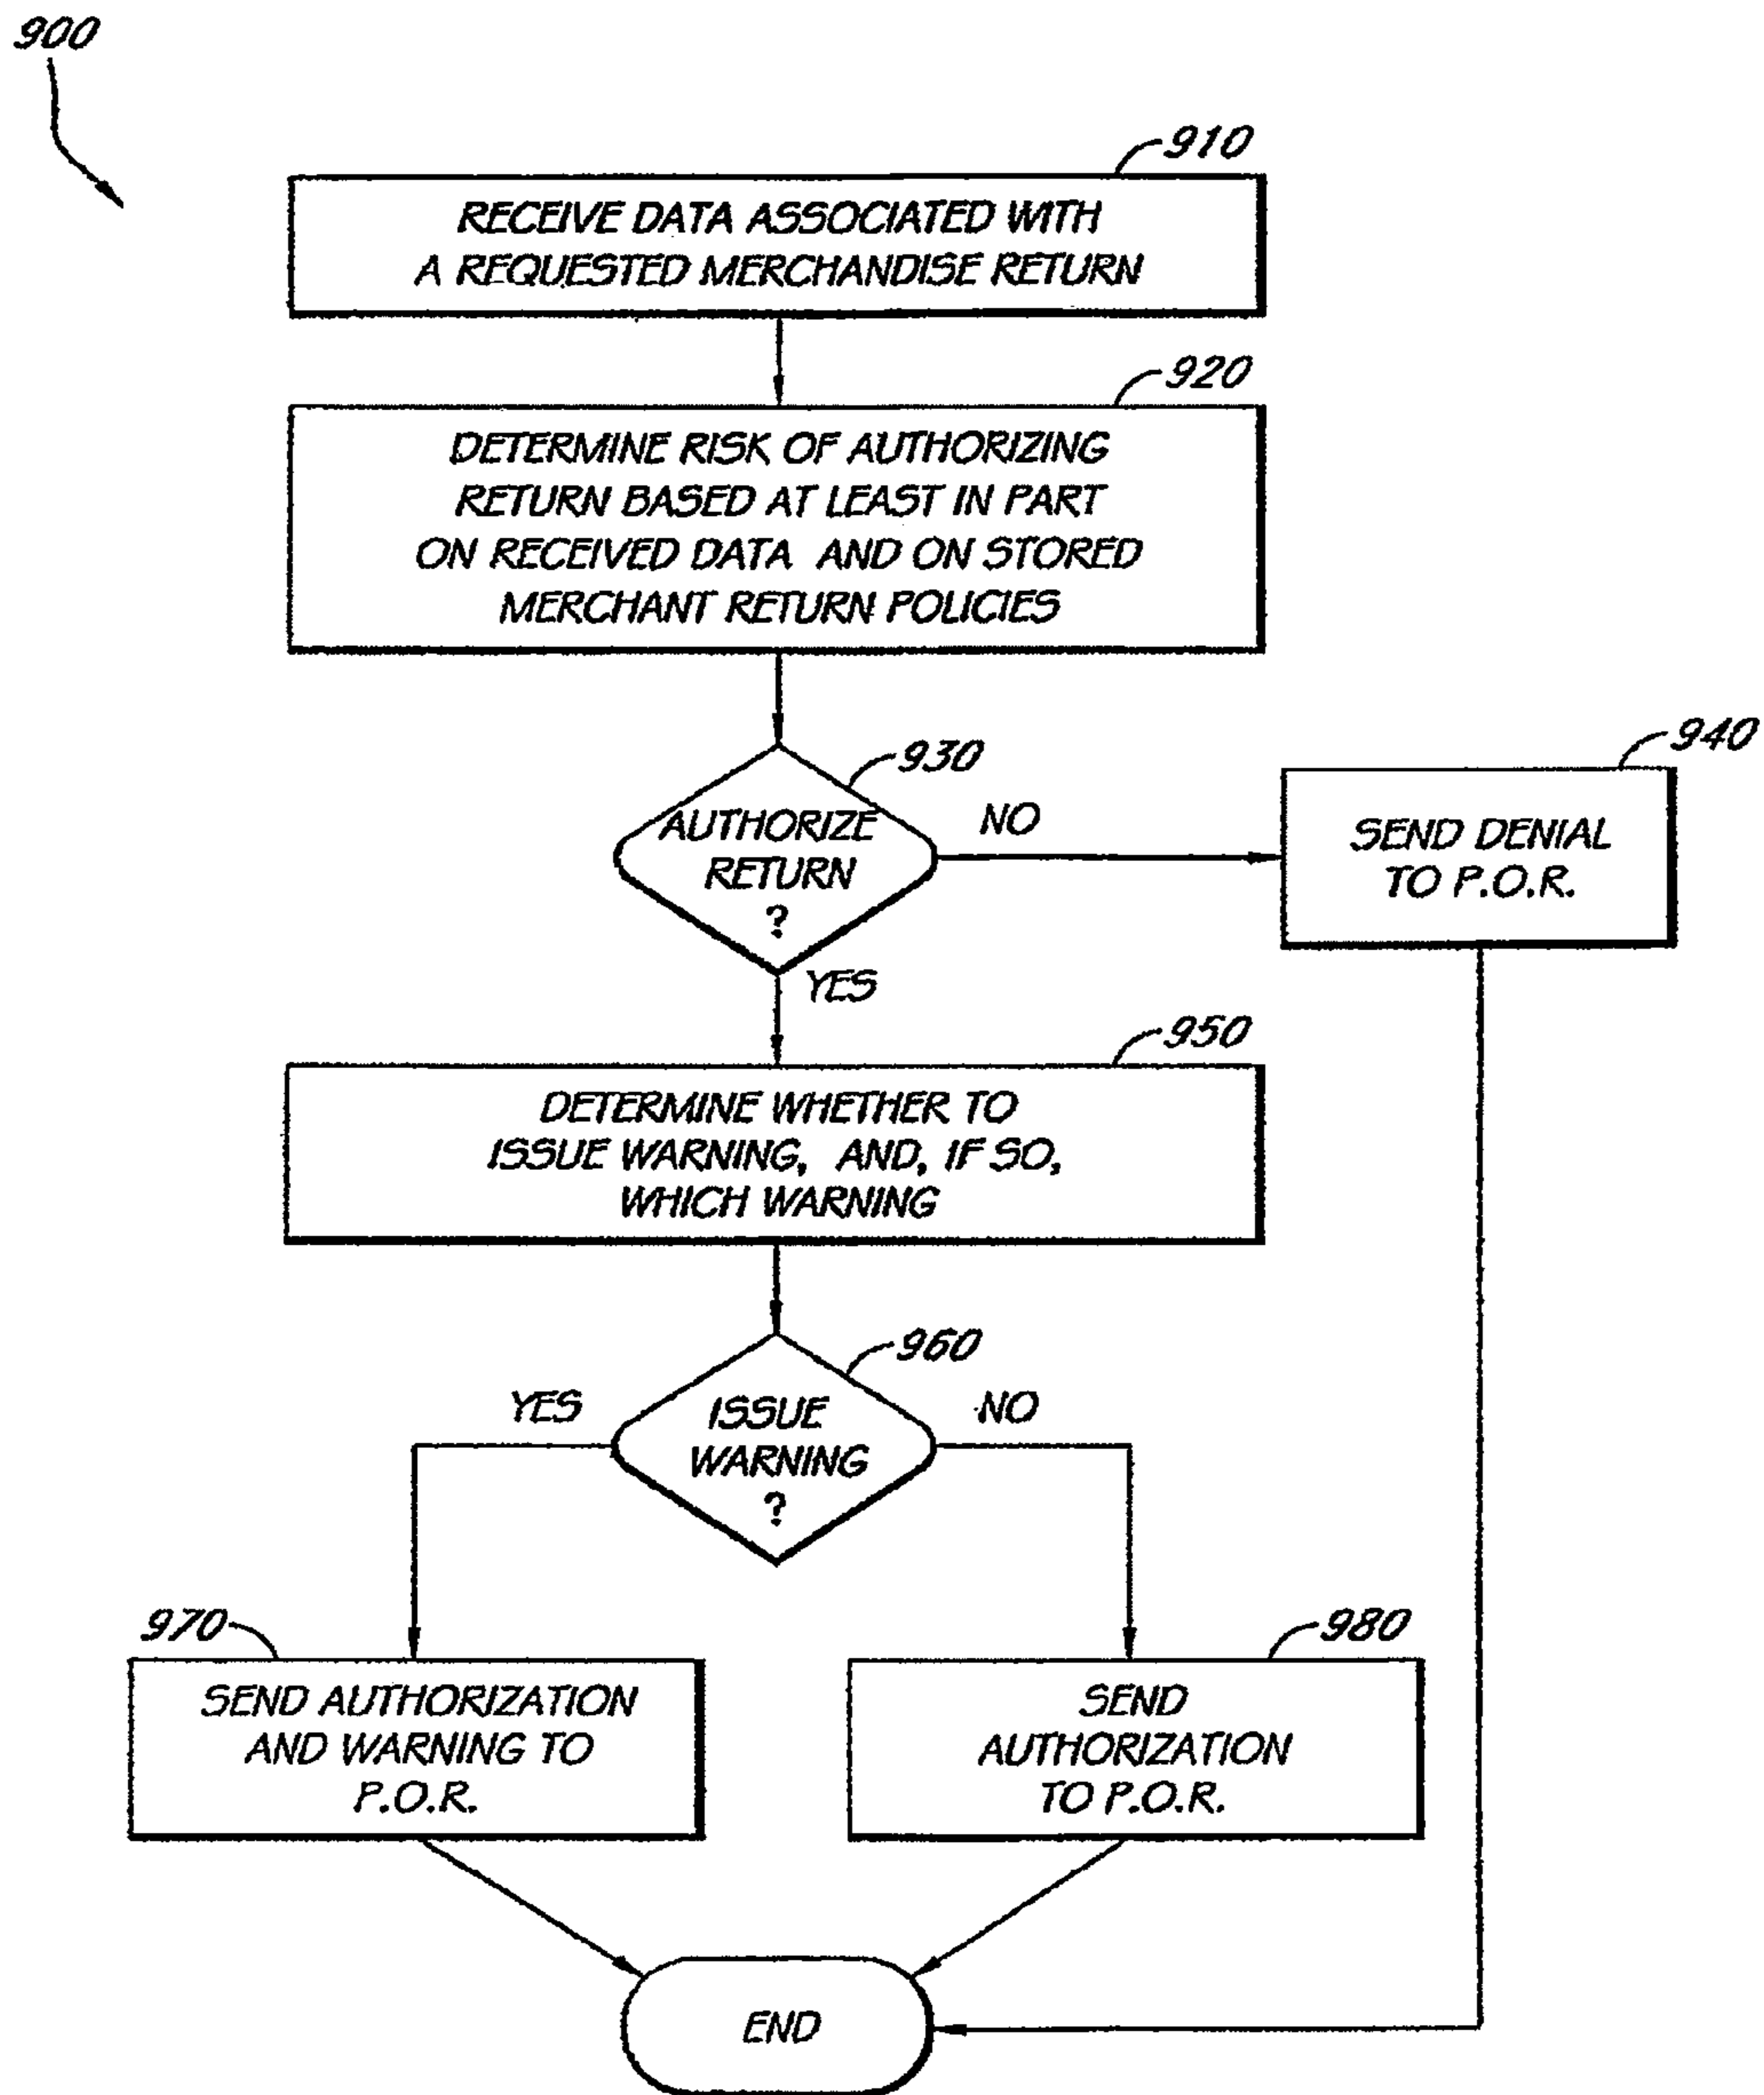 900
910
RECEIVE DATA ASSOCIATED WITH
A REQUESTED MERCHANDISE RETURN
920
DETERMINE RISK OF AUTHORIZING
RETURN BASED AT LEAST IN PART
ON RECEIVED DATA AND ON STORED
MERCHANT RETURN POLICIES
930
AUTHORIZE
RETURN
?
NO
940
SEND DENIAL
TO P.O.R.
YES
950
DETERMINE WHETHER TO
ISSUE WARNING, AND, IF SO,
WHICH WARNING
960
YES
ISSUE
WARNING
?
NO
970
SEND AUTHORIZATION
AND WARNING TO
P.O.R.
980
SEND
AUTHORIZATION
TO P.O.R.
END